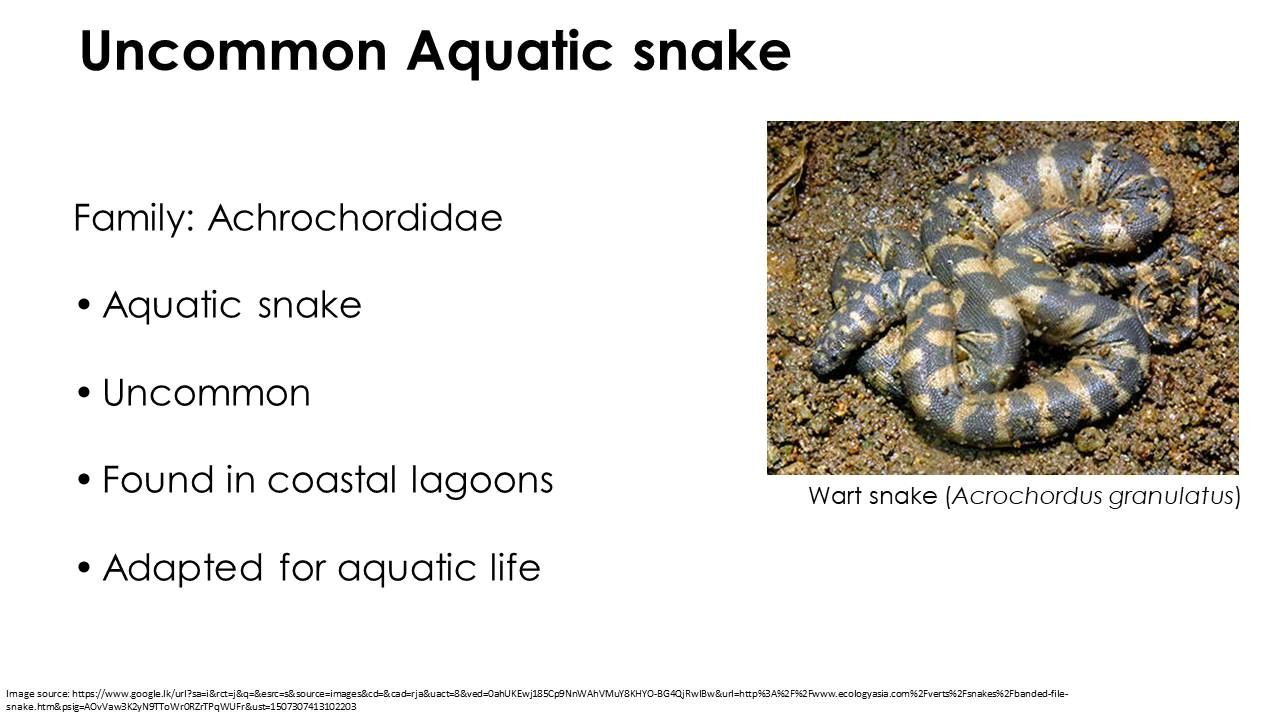 Uncommon Aquatic snake
Family: Achrochordidae
• Aquatic snake
• Uncommon
• Found in coastal lagoons
• Adapted for aquatic life
Wart snake (Acrochordus granulatus)
Image source: https://www.google.lk/url?sa=i&rct=j&q=&esrc=s&source=images&cd=&cad=rja&uact=8&ved=0ahUKEwj185Cp9NnWAhVMuY8KHYO-BG4QjRwIBw&url=http%3A%2F%2Fwww.ecologyasia.com%2Fverts%2Fsnakes%2Fbanded-file-
snake.htm&psig=AOvVaw3K2yN9TToWr0RZrTPqWUFr&ust=1507307413102203